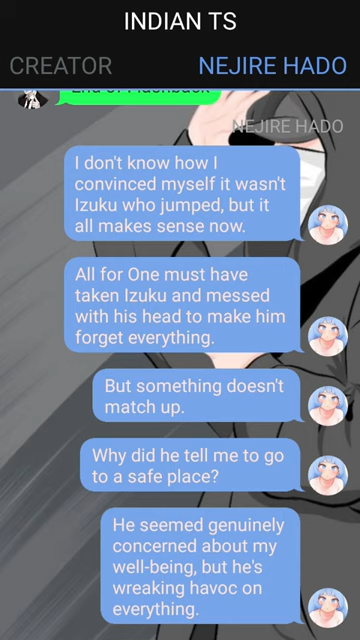 INDIAN TS
CREATOR
NEJIRE HADO
End of Flashback
NEJIRE HADO
I don't know how I
convinced myself it wasn't
Izuku who jumped, but it
all makes sense now.
All for One must have
taken Izuku and messed
with his head to make him
forget everything.
But something doesn't
match up.
Why did he tell me to go
to a safe place?
He seemed genuinely
concerned about my
well-being, but he's
wreaking havoc on
everything.